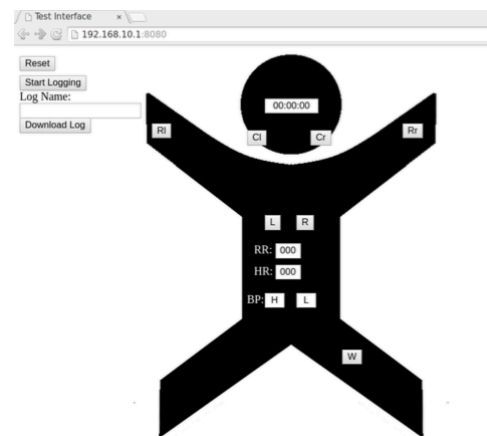 Test Interface ×
192.168.10.1:8080
Reset
Start Logging
Log Name:
Download Log
00:00:00
Cl Cr
Rl Rr
L R
RR: 000
HR: 000
BP: H L
W